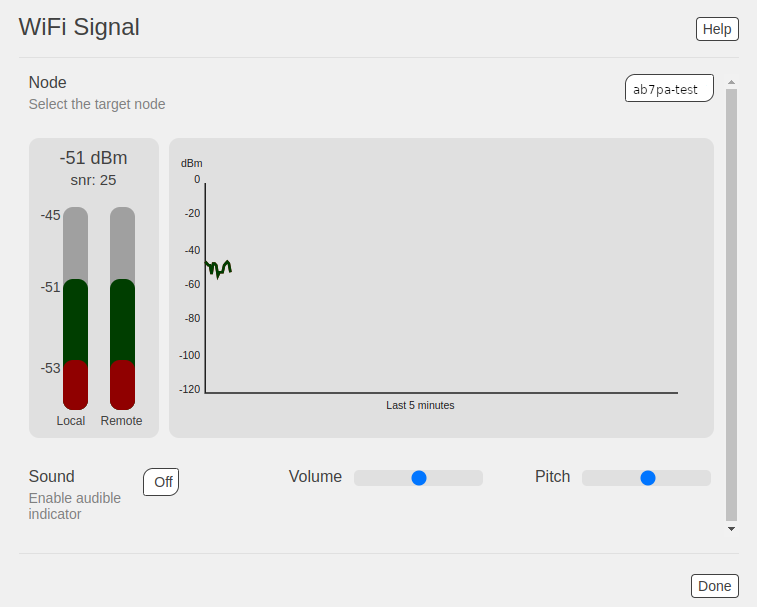 WiFi Signal
Help
Node
Select the target node
ab7pa-test
-51 dBm
snr: 25
-45
-51
-53
Local
Remote
dBm
0
-20
-40
-60
-80
-100
-120
Last 5 minutes
Sound
Enable audible
indicator
Off
Volume
Pitch
Done